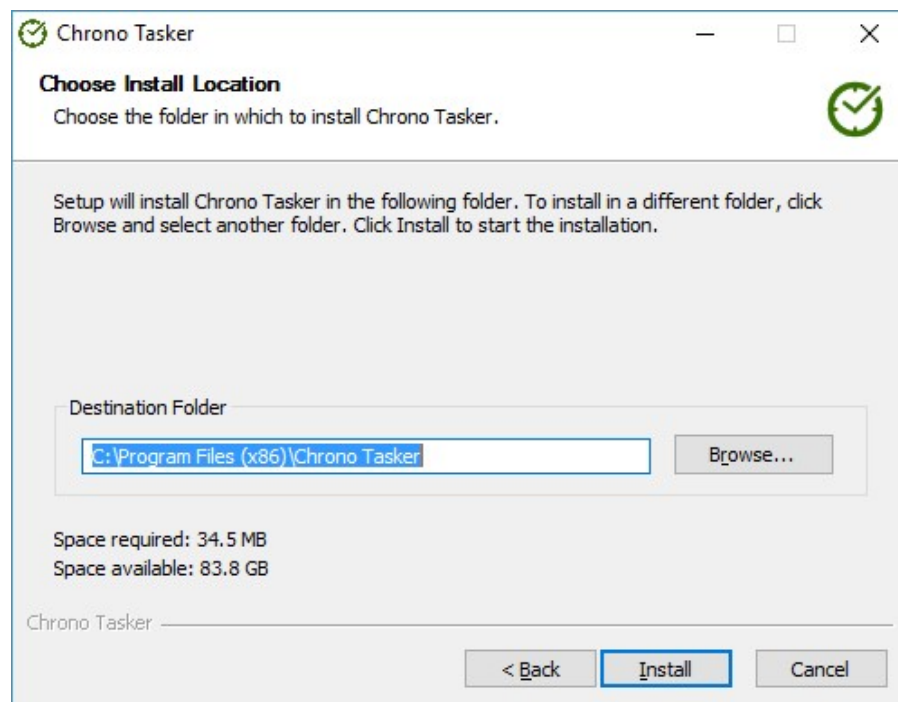 Chrono Tasker
Choose Install Location
Choose the folder in which to install Chrono Tasker.
Setup will install Chrono Tasker in the following folder. To install in a different folder, click
Browse and select another folder. Click Install to start the installation.
Destination Folder
C:\Program Files (x86)\Chrono Tasker
Browse...
Space required: 34.5 MB
Space available: 83.8 GB
Chrono Tasker
< Back
Install
Cancel